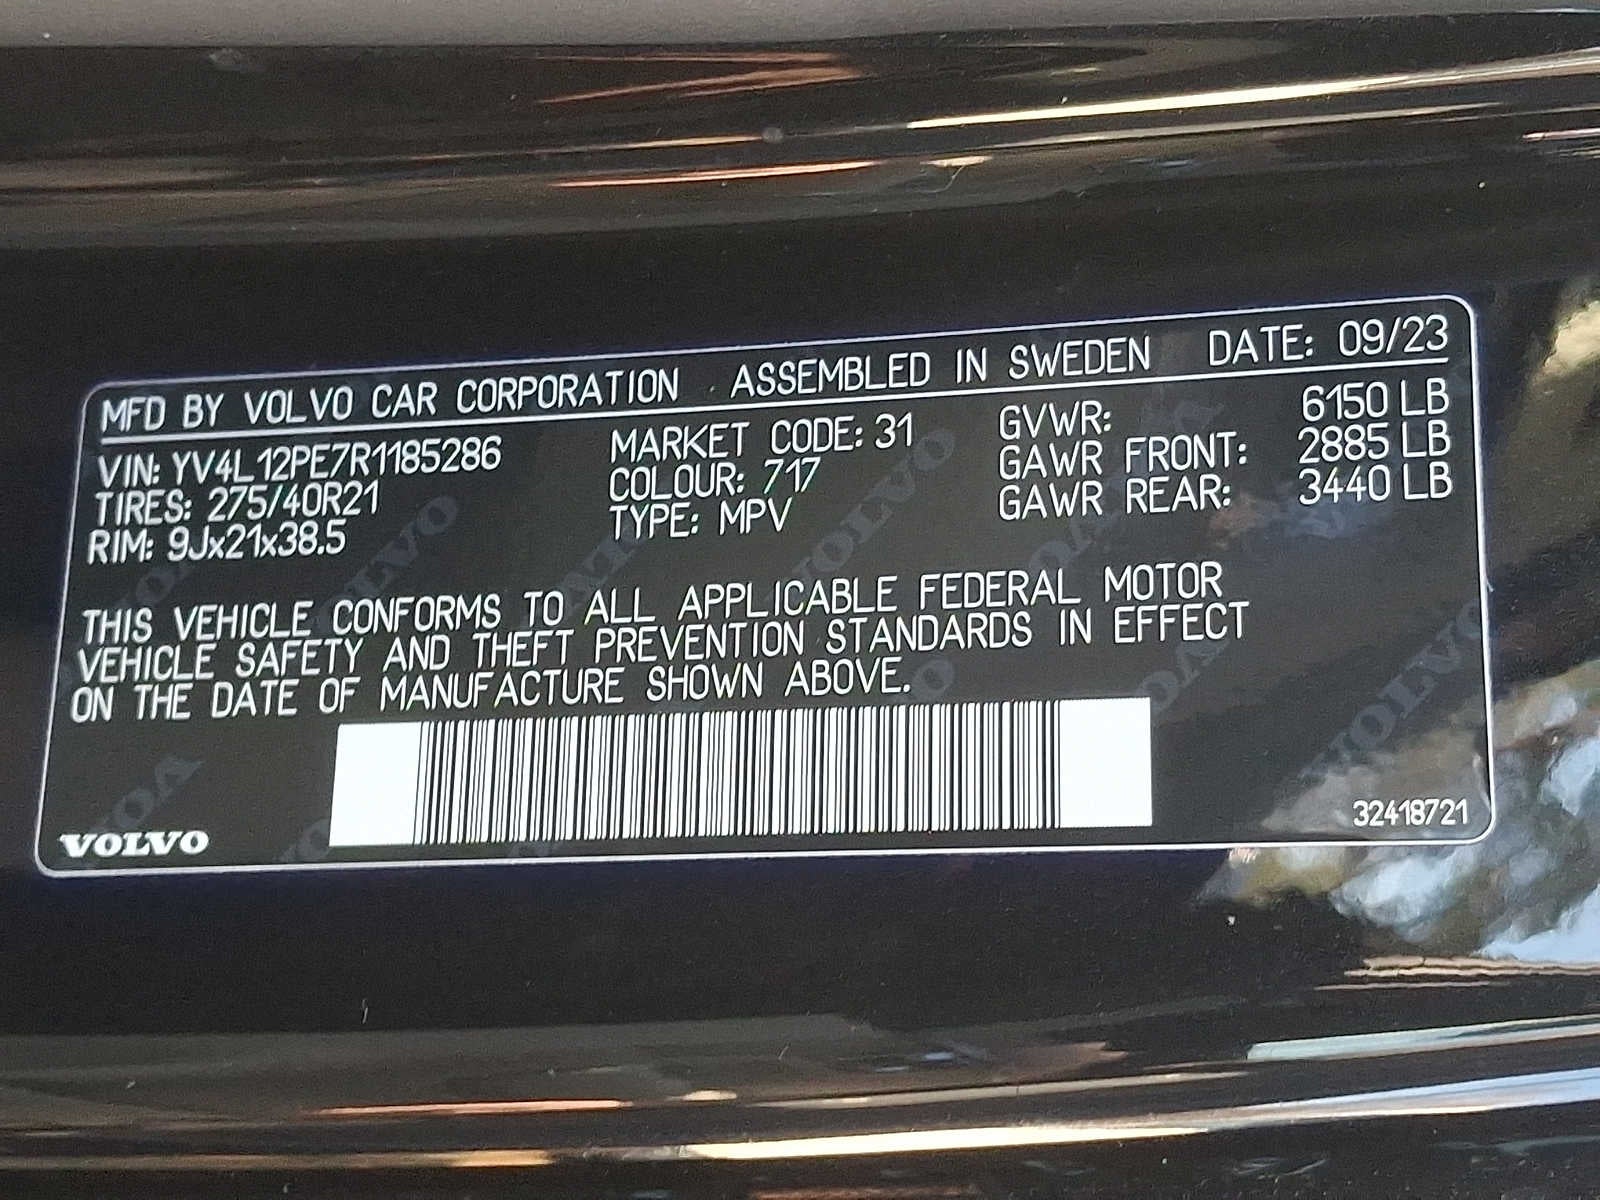 MFD BY VOLVO CAR CORPORATION ASSEMBLED IN SWEDEN DATE: 09/23
VIN: YV4L12PE7R1185286 MARKET CODE: 31 GVWR: 6150 LB
TIRES: 275/40R21 COLOUR: 717 GAWR FRONT: 2885 LB
RIM: 9Jx21x38.5 TYPE: MPV GAWR REAR: 3440 LB
THIS VEHICLE CONFORMS TO ALL APPLICABLE FEDERAL MOTOR
VEHICLE SAFETY AND THEFT PREVENTION STANDARDS IN EFFECT
ON THE DATE OF MANUFACTURE SHOWN ABOVE.
VOLVO 32418721